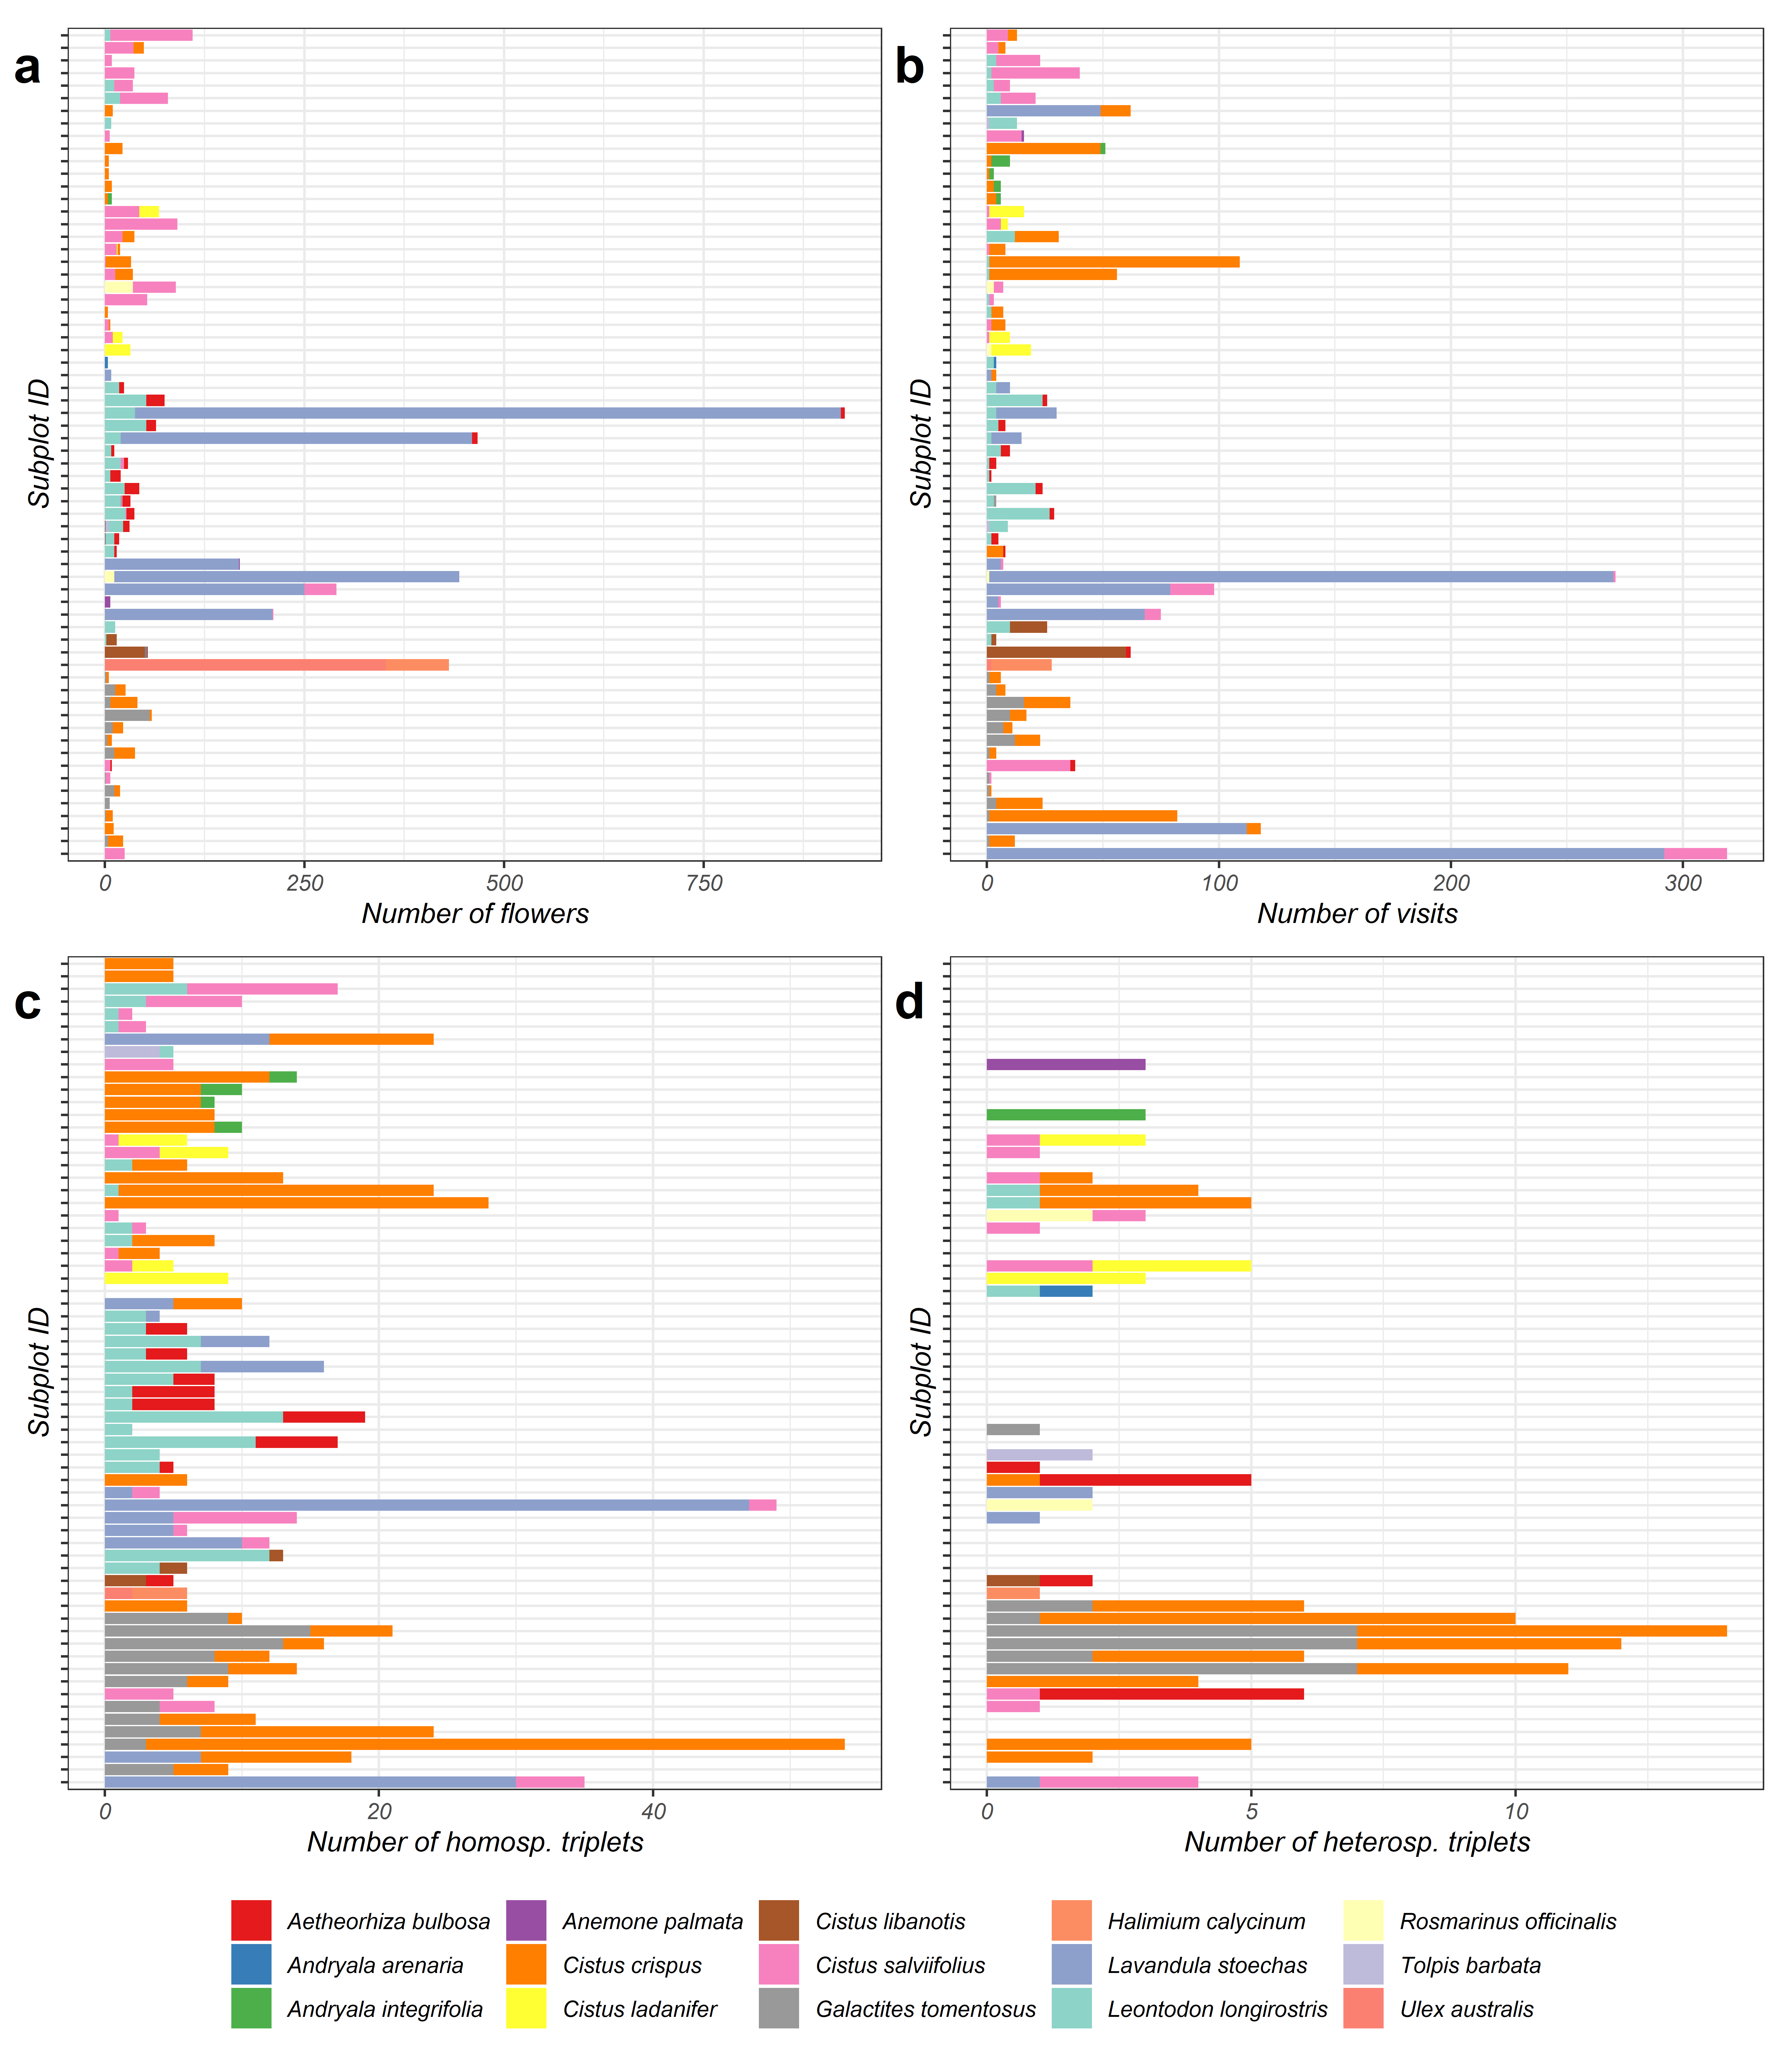 a
b
Subplot ID
Subplot ID
0 250 500 750
0 100 200 300
Number of flowers
Number of visits
c
d
Subplot ID
Subplot ID
0 20 40
0 5 10
Number of homosp. triplets
Number of heterosp. triplets
Aetheorhiza bulbosa Anemone palmata Cistus libanotis Halimium calycinum Rosmarinus officinalis
Andryala arenaria Cistus crispus Cistus salviifolius Lavandula stoechas Tolpis barbata
Andryala integrifolia Cistus ladanifer Galactites tomentosus Leontodon longirostris Ulex australis